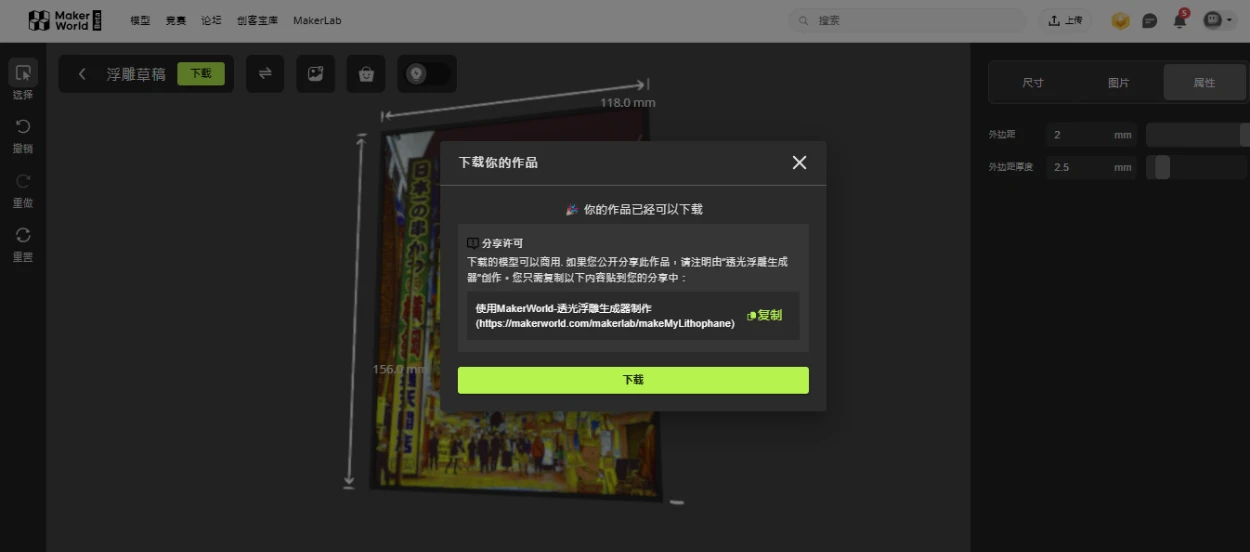 Maker
World
模型
竞赛
论坛
创客宝库
MakerLab
搜索
上传
5
选择
撤销
重做
重置
浮雕草稿
下载
118.0 mm
156.0 mm
日本一の串かつ
下载你的作品
🎉 你的作品已经可以下载
分享许可
下载的模型可以商用. 如果您公开分享此作品，请注明由"透光浮雕生成
器"创作。您只需复制以下内容贴到您的分享中：
使用MakerWorld-透光浮雕生成器制作
(https://makerworld.com/makerlab/makeMyLithophane)
复制
下载
尺寸
图片
属性
外边距
2
mm
外边距厚度
2.5
mm